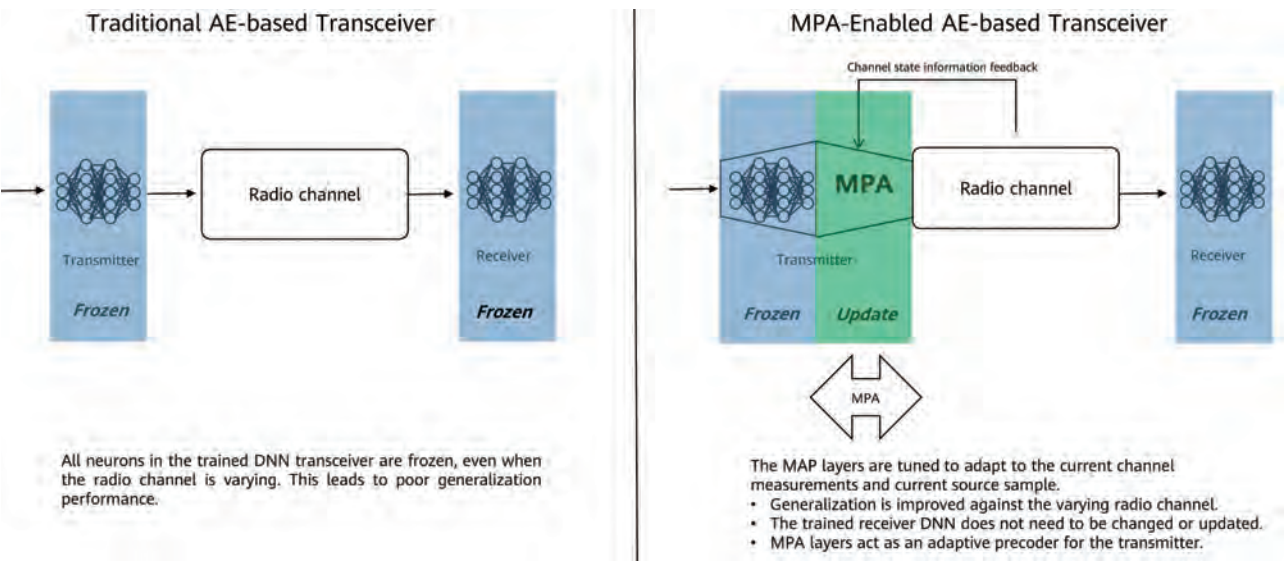 Traditional AE-based Transceiver
Radio channel
Transmitter
Frozen
Receiver
Frozen
All neurons in the trained DNN transceiver are frozen, even when
the radio channel is varying. This leads to poor generalization
performance.
MPA-Enabled AE-based Transceiver
Channel state information feedback
MPA
Radio channel
Transmitter
Frozen
Update
Receiver
Frozen
MPA
The MAP layers are tuned to adapt to the current channel
measurements and current source sample.
• Generalization is improved against the varying radio channel.
• The trained receiver DNN does not need to be changed or updated.
• MPA layers act as an adaptive precoder for the transmitter.